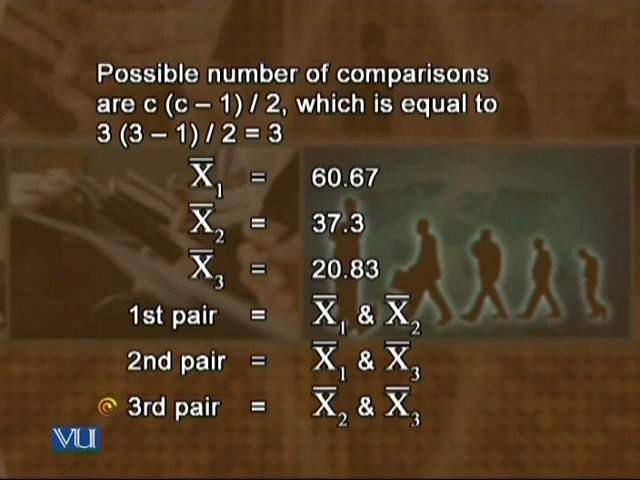 Possible number of comparisons
are c (c – 1) / 2, which is equal to
3 (3 – 1) / 2 = 3
X̅₁ = 60.67
X̅₂ = 37.3
X̅₃ = 20.83
1st pair = X̅₁ & X̅₂
2nd pair = X̅₁ & X̅₃
3rd pair = X̅₂ & X̅₃
VU